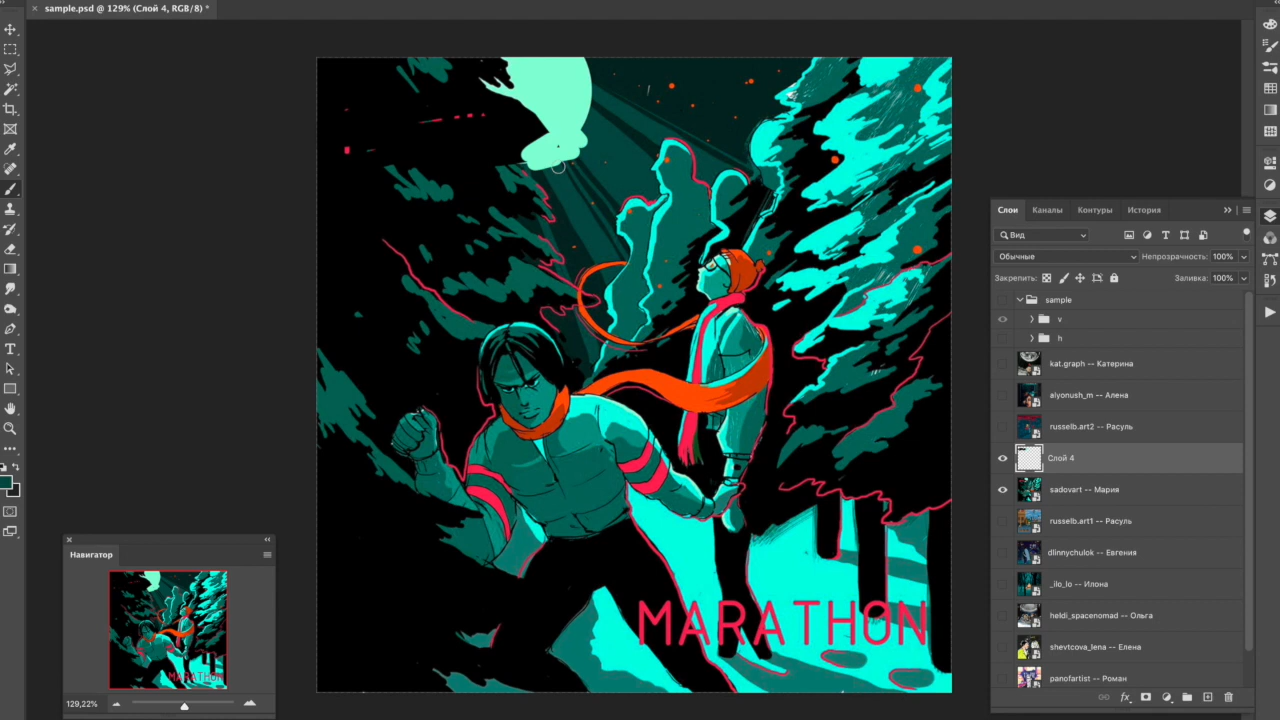 sample.psd @ 129% (Слой 4, RGB/8) *
Слои Каналы Контуры История
Вид
Обычные Непрозрачность: 100%
Закрепить: Заливка: 100%
sample
v
h
kat.graph -- Катерина
alyonush_m -- Алена
russelb.art2 -- Расуль
Слой 4
sadovart -- Мария
russelb.art1 -- Расуль
dlinnychulok -- Евгения
_ilo_lo -- Илона
heldi_spacenomad -- Ольга
shevtcova_lena -- Елена
panofartist -- Роман
fx
Навигатор
129,22%
MARATHON